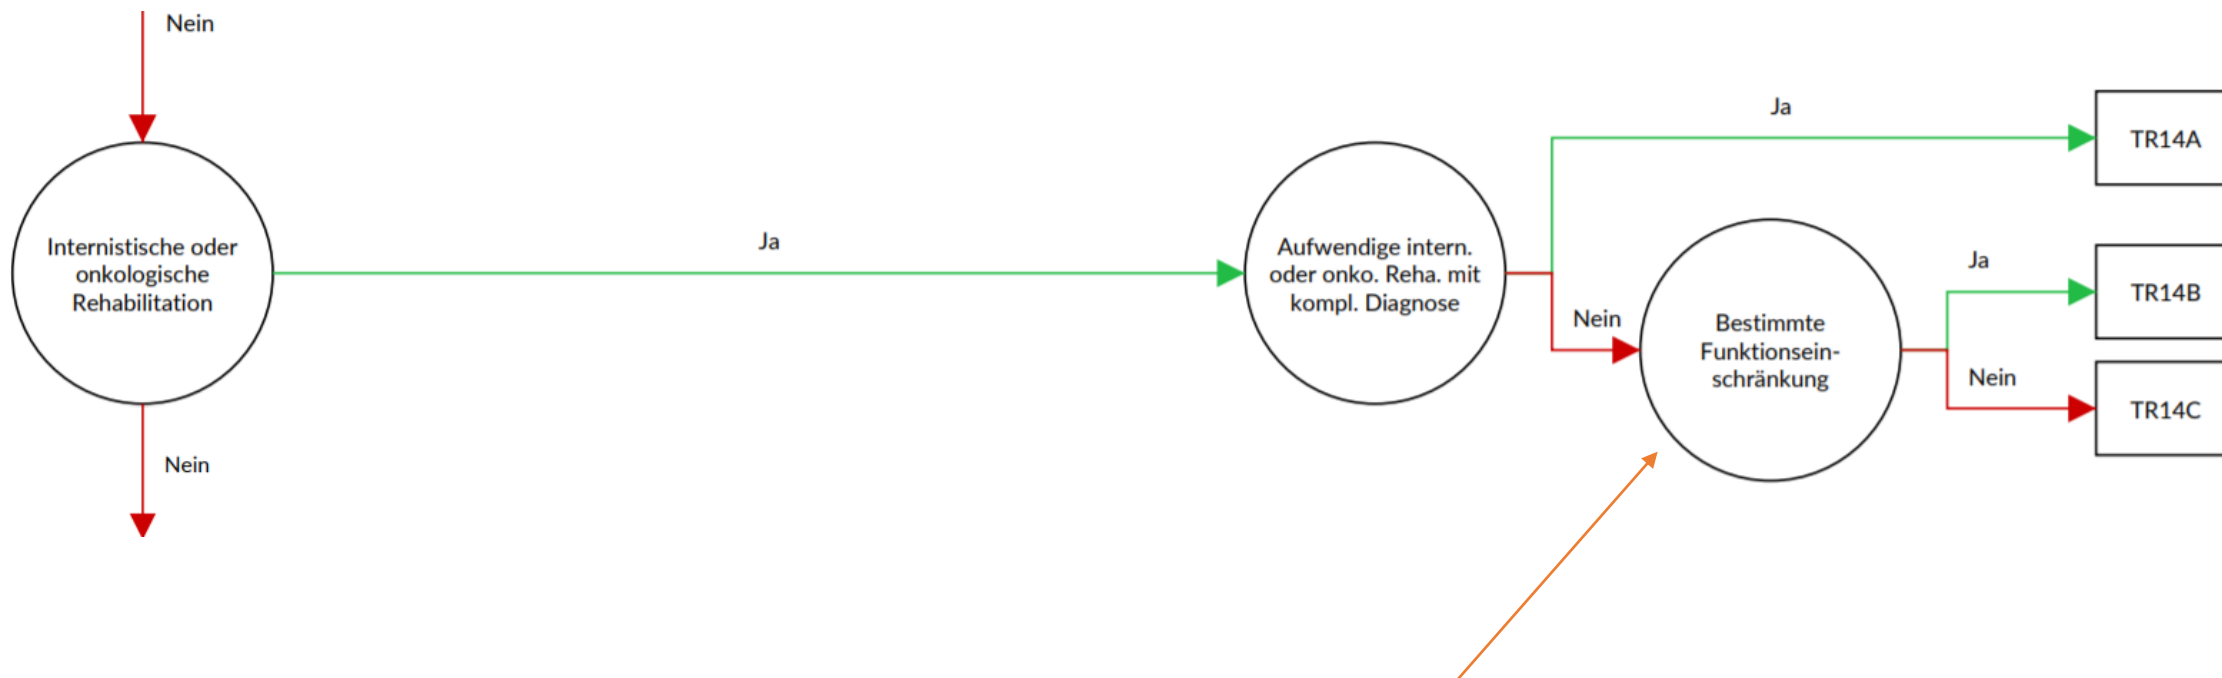 Nein
Internistische oder
onkologische
Rehabilitation
Nein
Ja
Aufwendige intern.
oder onko. Reha. mit
kompl. Diagnose
Ja
TR14A
Nein
Bestimmte
Funktionsein-
schränkung
Ja
TR14B
Nein
TR14C